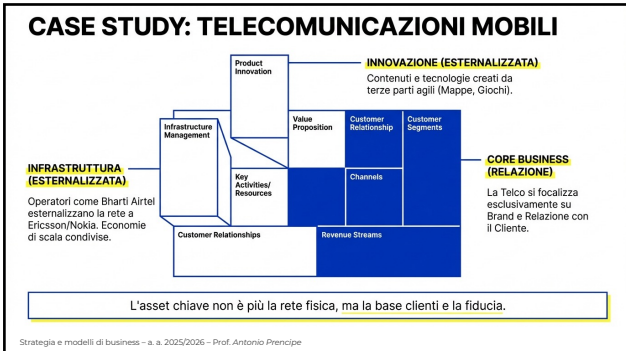 CASE STUDY: TELECOMUNICAZIONI MOBILI
Product
Innovation
INNOVAZIONE (ESTERNALIZZATA)
Contenuti e tecnologie creati da
terze parti agili (Mappe, Giochi).
Infrastructure
Management
Value
Proposition
Customer
Relationship
Customer
Segments
INFRASTRUTTURA
(ESTERNALIZZATA)
Operatori come Bharti Airtel
esternalizzano la rete a
Ericsson/Nokia. Economie
di scala condivise.
Key
Activities/
Resources
Channels
CORE BUSINESS
(RELAZIONE)
La Telco si focalizza
esclusivamente su
Brand e Relazione con
il Cliente.
Customer Relationships
Revenue Streams
L'asset chiave non è più la rete fisica, ma la base clienti e la fiducia.
Strategia e modelli di business – a. a. 2025/2026 – Prof. Antonio Prencipe